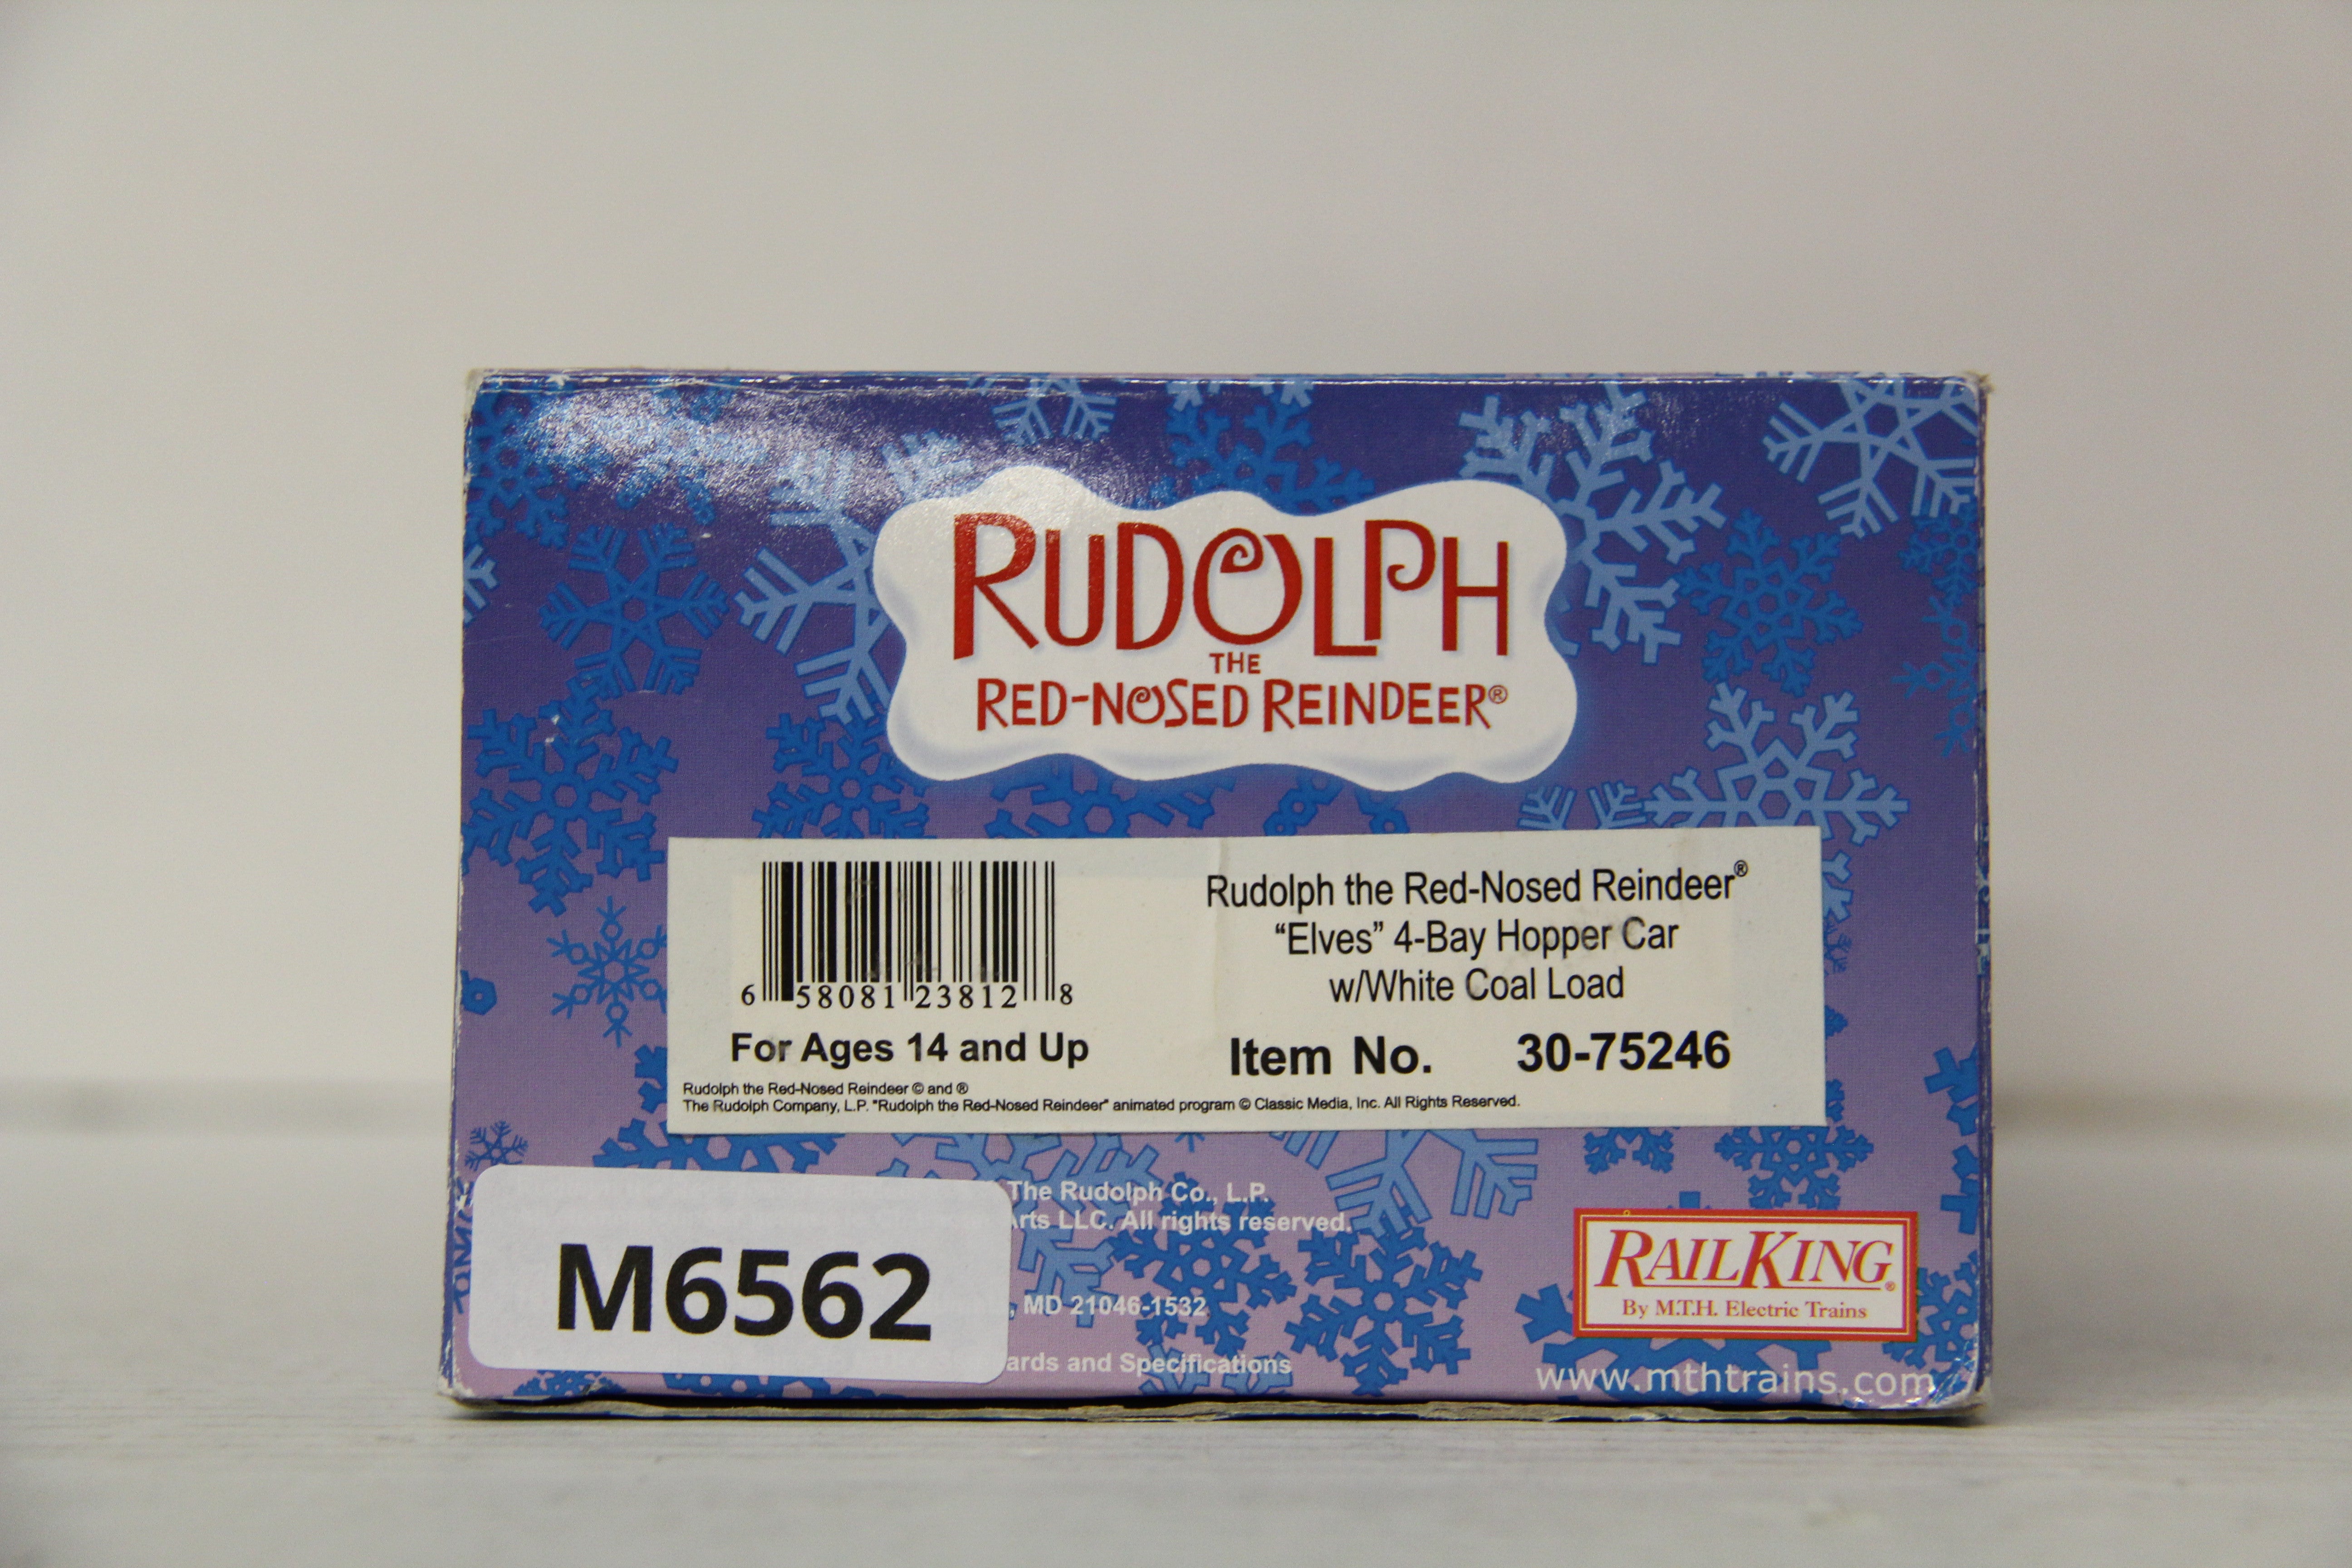 RUDOLPH
THE
RED-NOSED REINDEER®
Rudolph the Red-Nosed Reindeer®
“Elves” 4-Bay Hopper Car
w/White Coal Load
6 58081 23812 8
For Ages 14 and Up
Item No. 30-75246
Rudolph the Red-Nosed Reindeer © and ®
The Rudolph Company, L.P. "Rudolph the Red-Nosed Reindeer" animated program © Classic Media, Inc. All Rights Reserved.
The Rudolph Co., L.P.
Arts LLC. All rights reserved.
, MD 21046-1532
ards and Specifications
M6562
RAILKING®
By M.T.H. Electric Trains
www.mthtrains.com